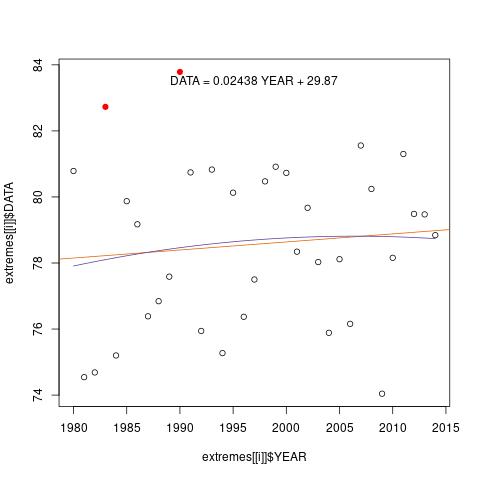 84
DATA = 0.02438 YEAR + 29.87
82
80
78
76
74
extremes[[i]]$DATA
1980 1985 1990 1995 2000 2005 2010 2015
extremes[[i]]$YEAR